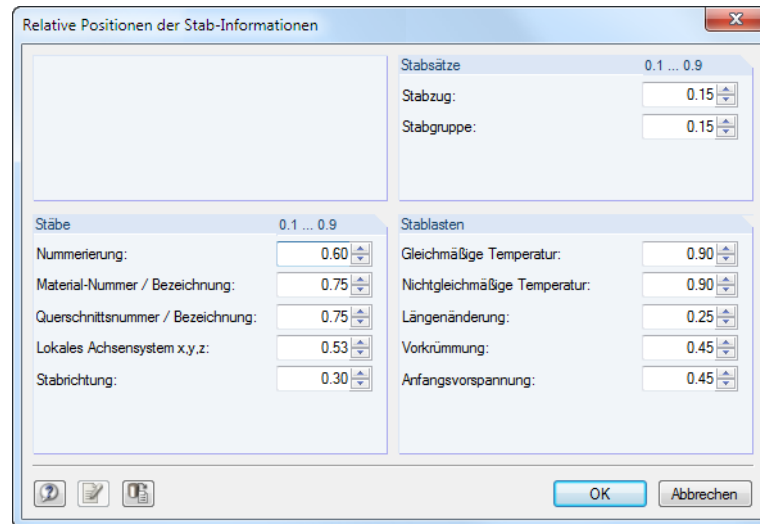 Relative Positionen der Stab-Informationen
Stabsätze 0.1 ... 0.9
Stabzug: 0.15
Stabgruppe: 0.15
Stäbe 0.1 ... 0.9
Nummerierung: 0.60
Material-Nummer / Bezeichnung: 0.75
Querschnittsnummer / Bezeichnung: 0.75
Lokales Achsensystem x,y,z: 0.53
Stabrichtung: 0.30
Stablasten
Gleichmäßige Temperatur: 0.90
Nichtgleichmäßige Temperatur: 0.90
Längenänderung: 0.25
Vorkrümmung: 0.45
Anfangsvorspannung: 0.45
OK Abbrechen